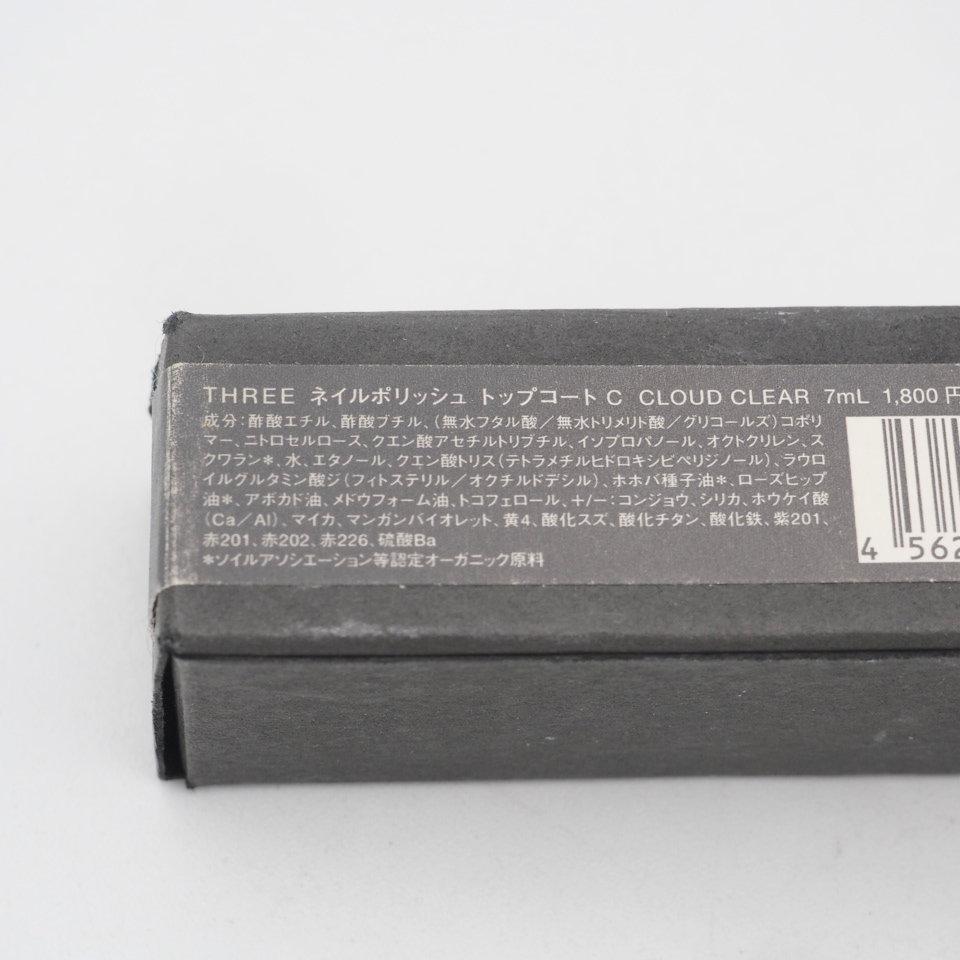 THREE ネイルポリッシュ トップコート C CLOUD CLEAR 7mL 1,800 円
成分：酢酸エチル、酢酸ブチル、(無水フタル酸／無水トリメリト酸／グリコールズ)コポリ
マー、ニトロセルロース、クエン酸アセチルトリブチル、イソプロパノール、オクトクリレン、ス
クワラン*、水、エタノール、クエン酸トリス(テトラメチルヒドロキシピペリジノール)、ラウロ
イルグルタミン酸ジ(フィトステリル／オクチルドデシル)、ホホバ種子油*、ローズヒップ
油*、アボカド油、メドウフォーム油、トコフェロール、+/-：コンジョウ、シリカ、ホウケイ酸
(Ca／Al)、マイカ、マンガンバイオレット、黄4、酸化スズ、酸化チタン、酸化鉄、紫201、
赤201、赤202、赤226、硫酸Ba
*ソイルアソシエーション等認定オーガニック原料
4 562